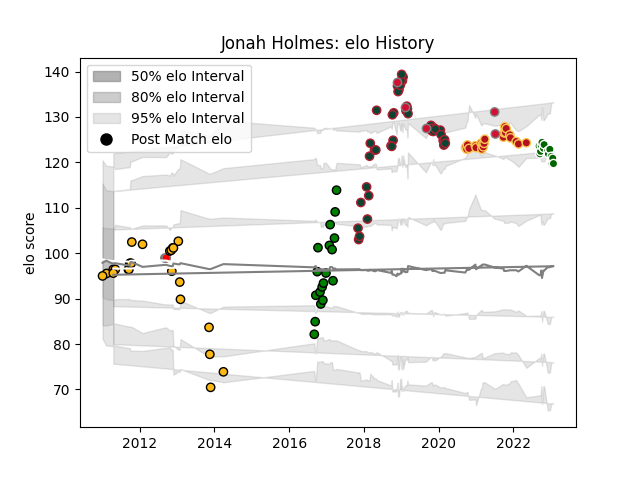 Jonah Holmes: elo History
50% elo Interval
80% elo Interval
95% elo Interval
Post Match elo
elo score
140
130
120
110
100
90
80
70
2012 2014 2016 2018 2020 2022